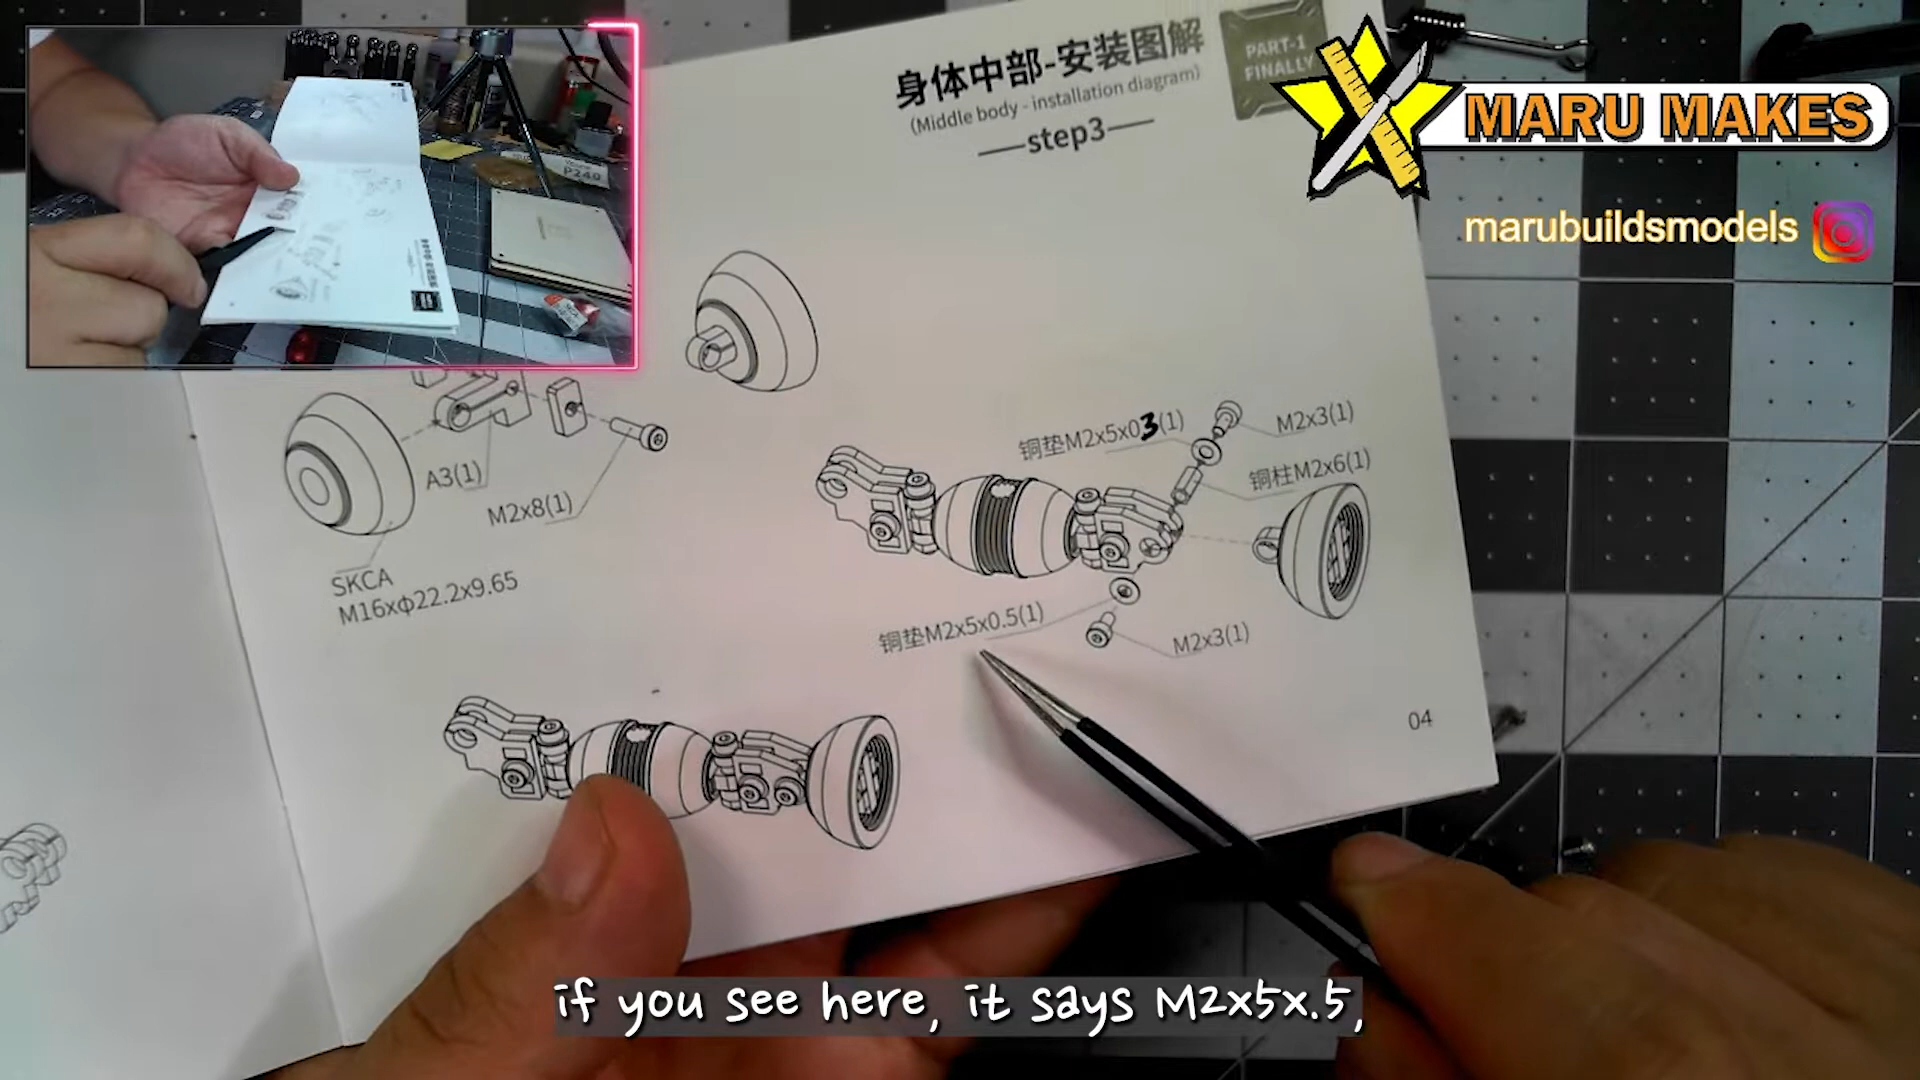 身体中部-安装图解
(Middle body - installation diagram)
step3
PART-1
FINALLY
MARU MAKES
marubuildsmodels
P240
铜垫M2x5x03(1)
M2x3(1)
铜柱M2x6(1)
A3(1)
M2x8(1)
SKCA
M16xΦ22.2x9.65
铜垫M2x5x0.5(1)
M2x3(1)
04
if you see here, it says M2x5x.5,